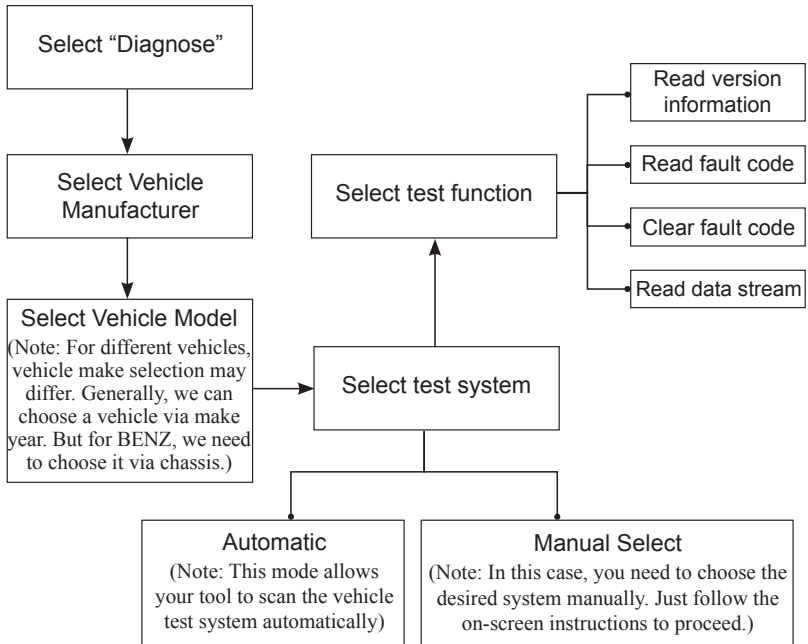 Select “Diagnose”
Select Vehicle
Manufacturer
Select Vehicle Model
(Note: For different vehicles,
vehicle make selection may
differ. Generally, we can
choose a vehicle via make
year. But for BENZ, we need
to choose it via chassis.)
Select test system
Automatic
(Note: This mode allows
your tool to scan the vehicle
test system automatically)
Manual Select
(Note: In this case, you need to choose the
desired system manually. Just follow the
on-screen instructions to proceed.)
Select test function
Read version
information
Read fault code
Clear fault code
Read data stream